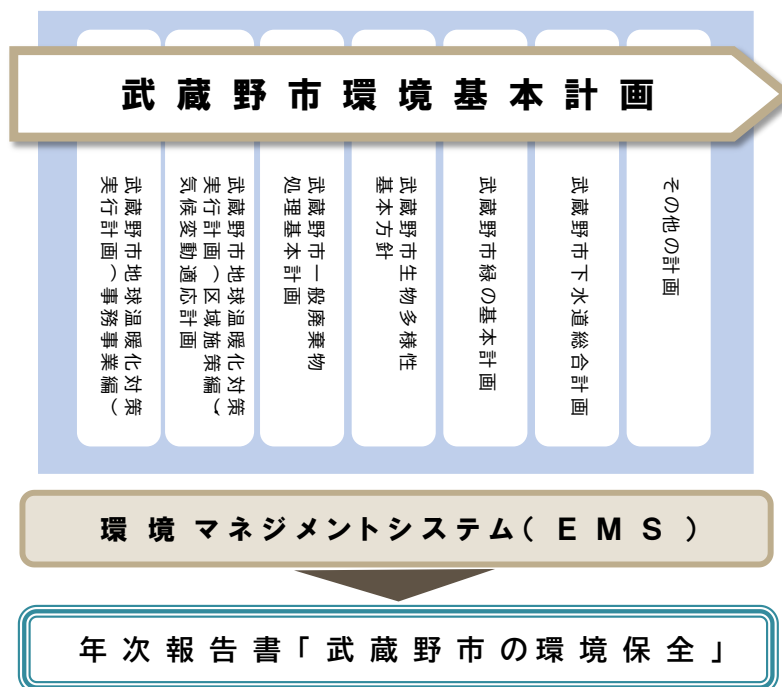 武蔵野市環境基本計画
武蔵野市地球温暖化対策
実行計画（事務事業編）
武蔵野市地球温暖化対策
実行計画（区域施策編）
気候変動適応計画
武蔵野市一般廃棄物
処理基本計画
武蔵野市生物多様性
基本方針
武蔵野市緑の基本計画
武蔵野市下水道総合計画
その他の計画
環境マネジメントシステム（EMS）
年次報告書「武蔵野市の環境保全」